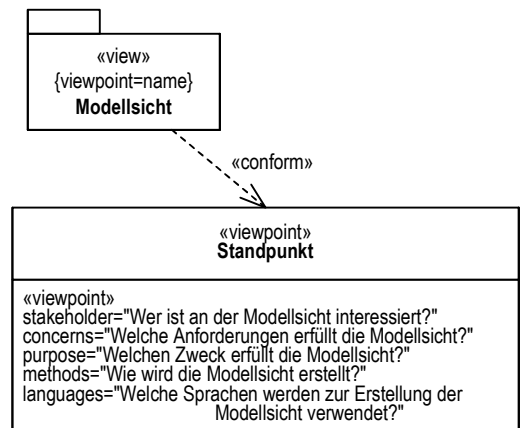 «view»
{viewpoint=name}
Modellsicht
«conform»
«viewpoint»
Standpunkt
«viewpoint»
stakeholder="Wer ist an der Modellsicht interessiert?"
concerns="Welche Anforderungen erfüllt die Modellsicht?"
purpose="Welchen Zweck erfüllt die Modellsicht?"
methods="Wie wird die Modellsicht erstellt?"
languages="Welche Sprachen werden zur Erstellung der
Modellsicht verwendet?"